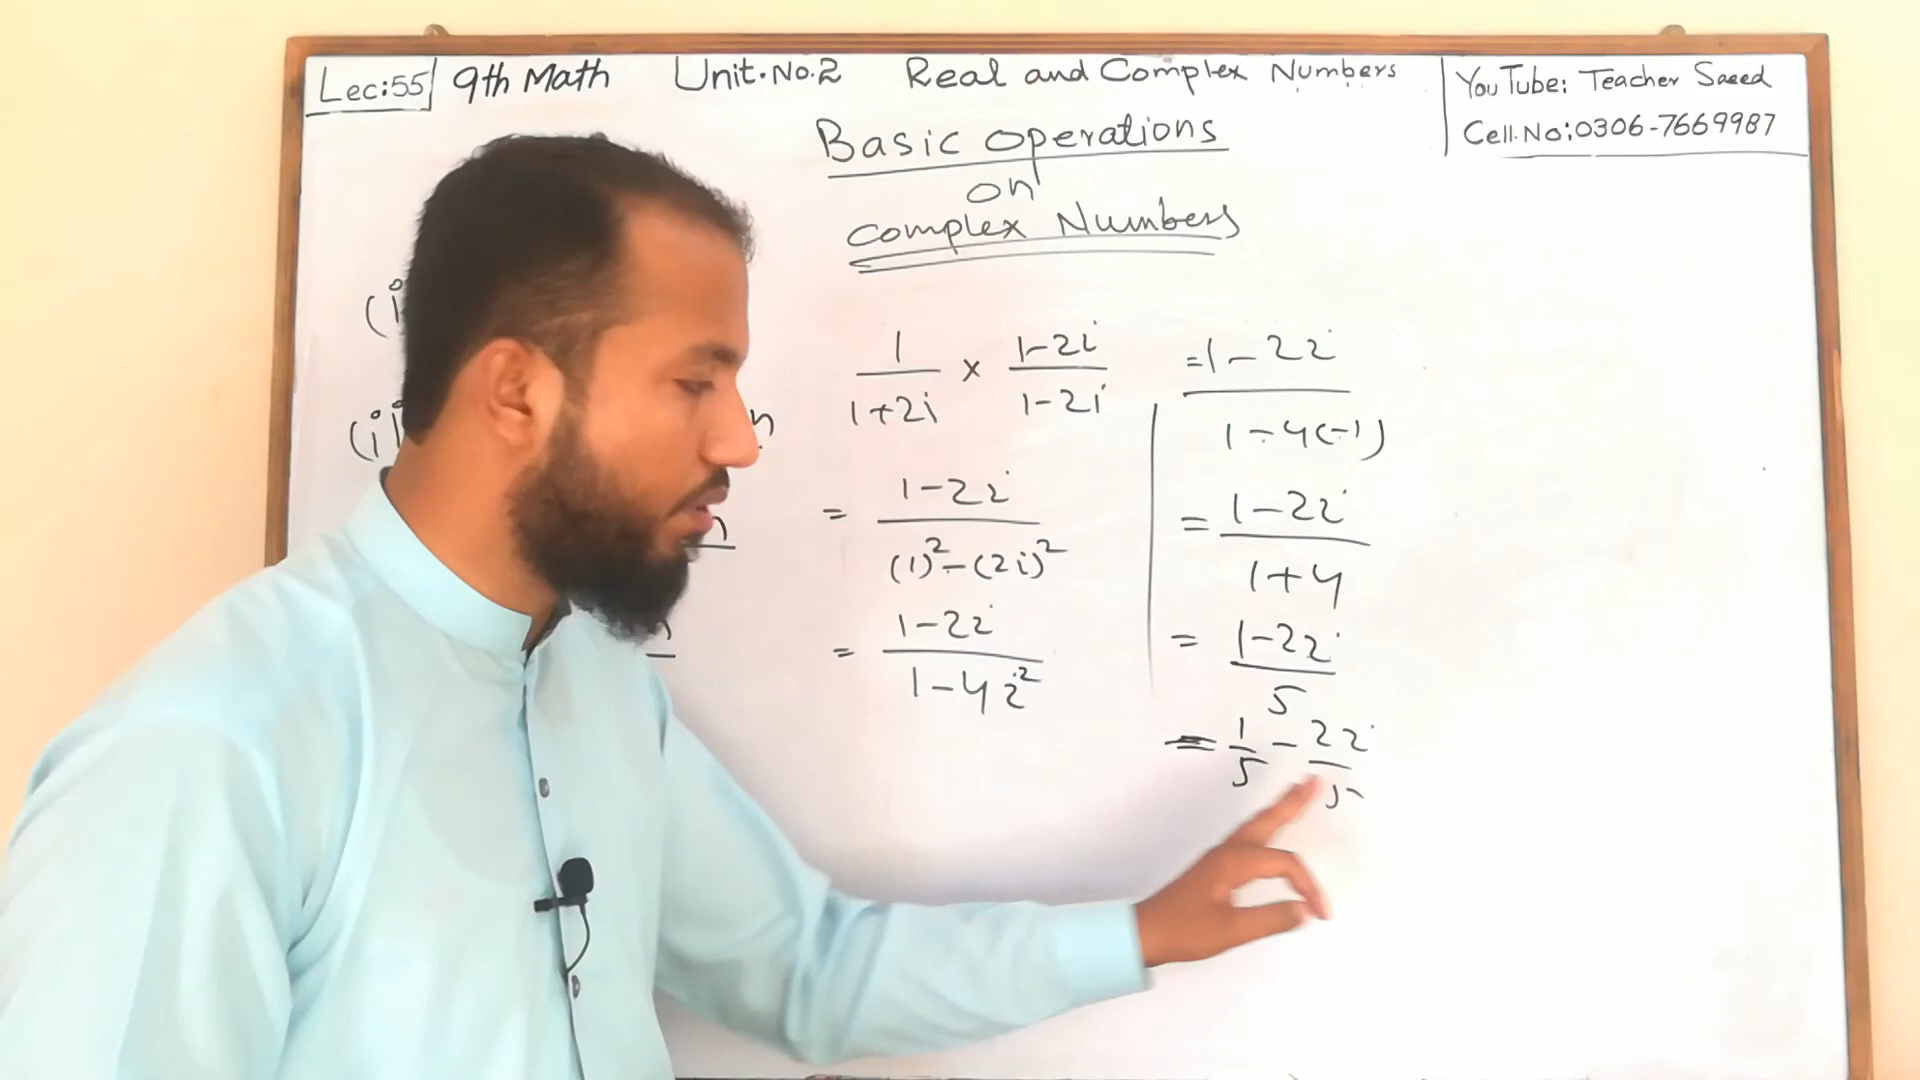 Lec:55 9th Math Unit.No.2 Real and Complex Numbers
YouTube: Teacher Saeed
Cell.No:0306-7669987
Basic Operations
on
Complex Numbers
(i
(ii
1/1+2i × 1-2i/1-2i
= 1-2i/(1)²-(2i)²
= 1-2i/1-4i²
= 1-2i/1-4(-1)
= 1-2i/1+4
= 1-2i/5
= 1/5 - 2i/5